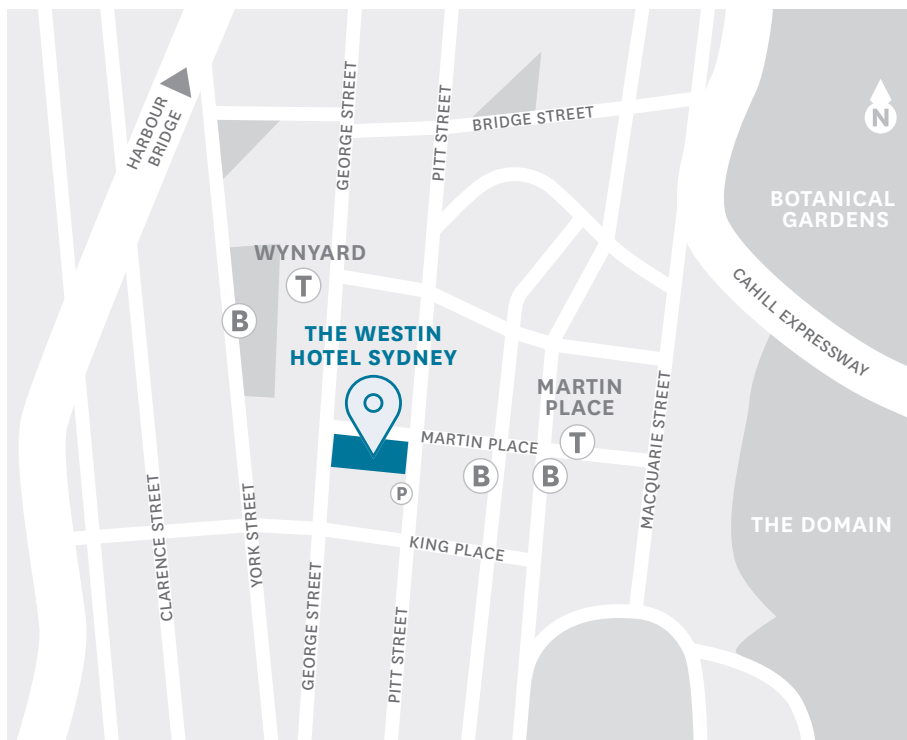 HARBOUR
BRIDGE
GEORGE STREET
PITT STREET
BRIDGE STREET
N
BOTANICAL
GARDENS
WYNYARD
T
B
CAHILL EXPRESSWAY
THE WESTIN
HOTEL SYDNEY
MARTIN
PLACE
T
MARTIN PLACE
B
B
P
MACQUARIE STREET
THE DOMAIN
CLARENCE STREET
YORK STREET
KING PLACE
GEORGE STREET
PITT STREET